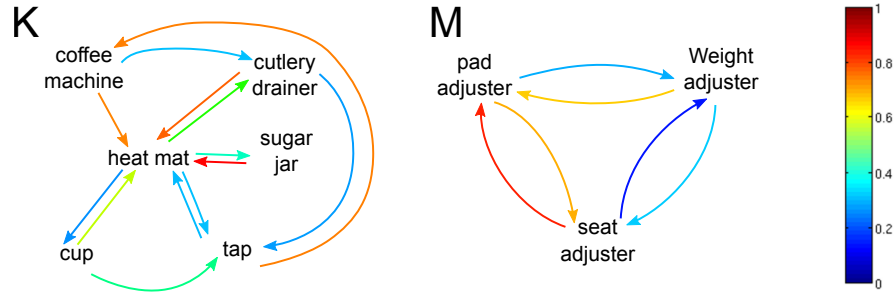 K
coffee
machine
cutlery
drainer
heat mat
sugar
jar
cup
tap
M
pad
adjuster
Weight
adjuster
seat
adjuster
1
0.8
0.6
0.4
0.2
0